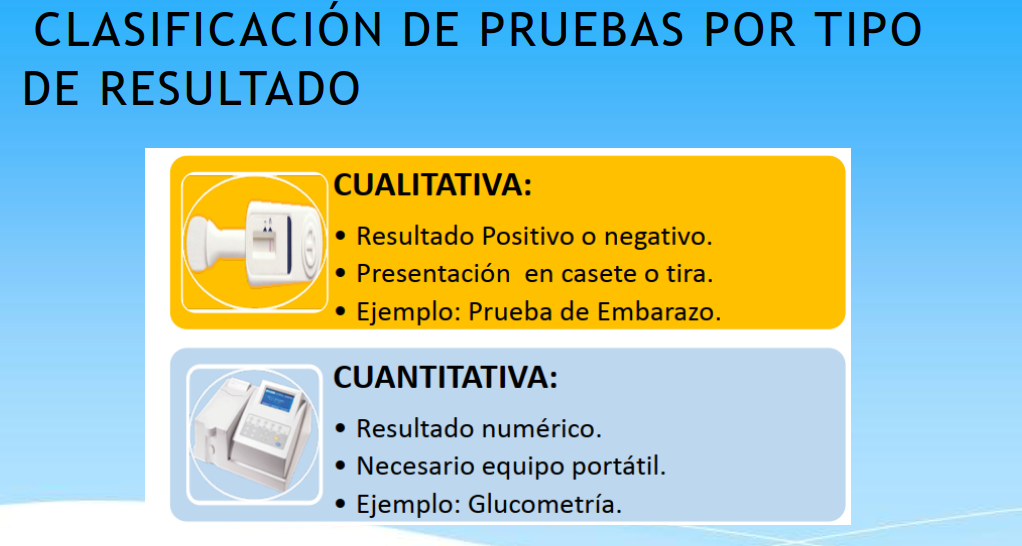 CLASIFICACIÓN DE PRUEBAS POR TIPO
DE RESULTADO
CUALITATIVA:
• Resultado Positivo o negativo.
• Presentación en casete o tira.
• Ejemplo: Prueba de Embarazo.
CUANTITATIVA:
• Resultado numérico.
• Necesario equipo portátil.
• Ejemplo: Glucometría.